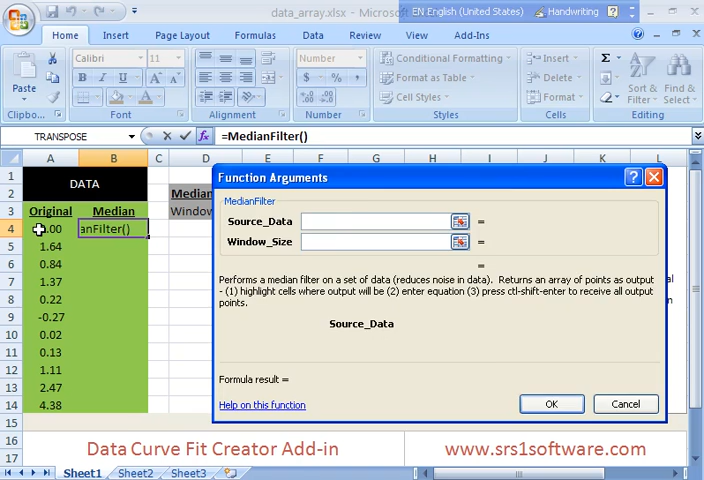 data_array.xlsx - Microsoft
EN English (United States) Handwriting
Home Insert Page Layout Formulas Data Review View Add-Ins
Calibri 11 General Conditional Formatting Insert Σ
Paste Format as Table Delete Sort & Filter Find & Select
Cell Styles Format
Clipbo... Font Alignment Number Styles Cells Editing
TRANSPOSE fx =MedianFilter()
A B C D E F G H I J K L
1
2 DATA Median
3 Original Median Window
4 .00 anFilter()
5 1.64
6 0.84
7 1.37
8 0.22
9 -0.27
10 0.02
11 0.13
12 1.11
13 2.47
14 4.38
15
16
17
Function Arguments
MedianFilter
Source_Data =
Window_Size =
=
Performs a median filter on a set of data (reduces noise in data). Returns an array of points as output
- (1) highlight cells where output will be (2) enter equation (3) press ctl-shift-enter to receive all output
points.
Source_Data
Formula result =
Help on this function
OK Cancel
Data Curve Fit Creator Add-in www.srs1software.com
Sheet1 Sheet2 Sheet3